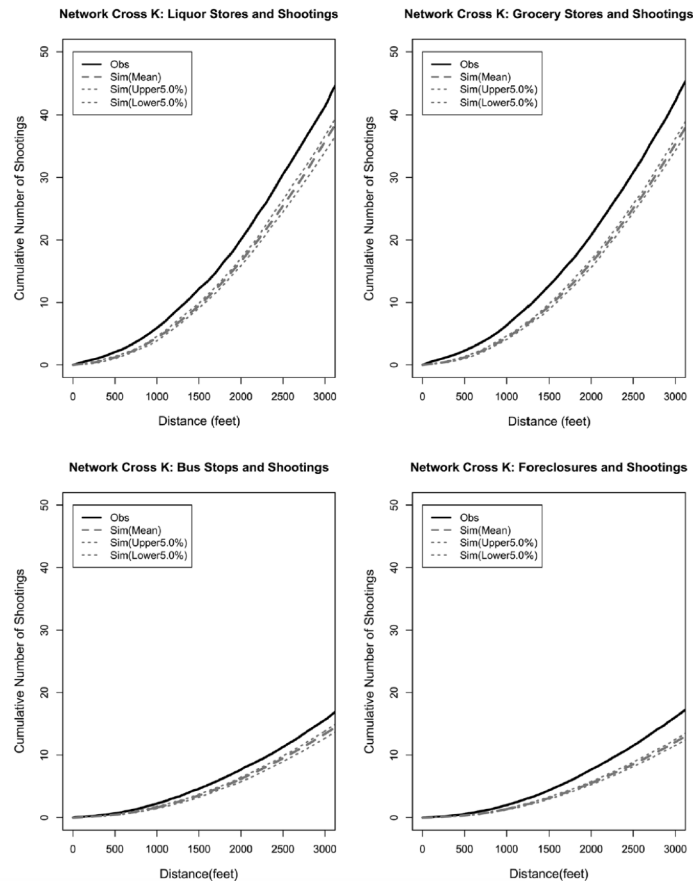 Network Cross K: Liquor Stores and Shootings
Cumulative Number of Shootings
50
40
30
20
10
0
Obs
Sim(Mean)
Sim(Upper5.0%)
Sim(Lower5.0%)
0 500 1000 1500 2000 2500 3000
Distance (feet)
Network Cross K: Grocery Stores and Shootings
Cumulative Number of Shootings
50
40
30
20
10
0
Obs
Sim(Mean)
Sim(Upper5.0%)
Sim(Lower5.0%)
0 500 1000 1500 2000 2500 3000
Distance (feet)
Network Cross K: Bus Stops and Shootings
Cumulative Number of Shootings
50
40
30
20
10
0
Obs
Sim(Mean)
Sim(Upper5.0%)
Sim(Lower5.0%)
0 500 1000 1500 2000 2500 3000
Distance(feet)
Network Cross K: Foreclosures and Shootings
Cumulative Number of Shootings
50
40
30
20
10
0
Obs
Sim(Mean)
Sim(Upper5.0%)
Sim(Lower5.0%)
0 500 1000 1500 2000 2500 3000
Distance(feet)